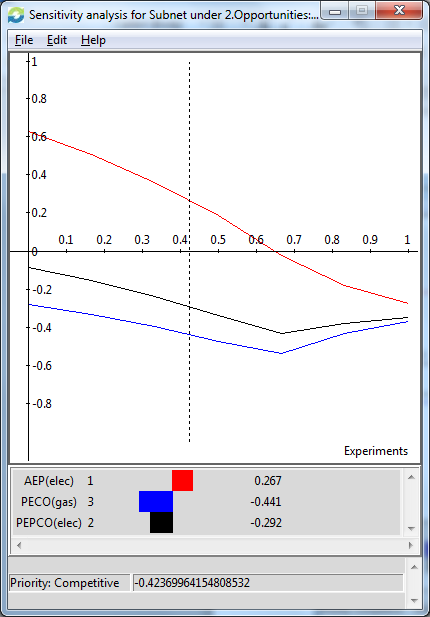 Sensitivity analysis for Subnet under 2.Opportunities:...
File Edit Help
1
0.8
0.6
0.4
0.2
0.1 0.2 0.3 0.4 0.5 0.6 0.7 0.8 0.9 1
0
-0.2
-0.4
-0.6
-0.8
Experiments
AEP(elec) 1 0.267
PECO(gas) 3 -0.441
PEPCO(elec) 2 -0.292
Priority: Competitive -0.42369964154808532